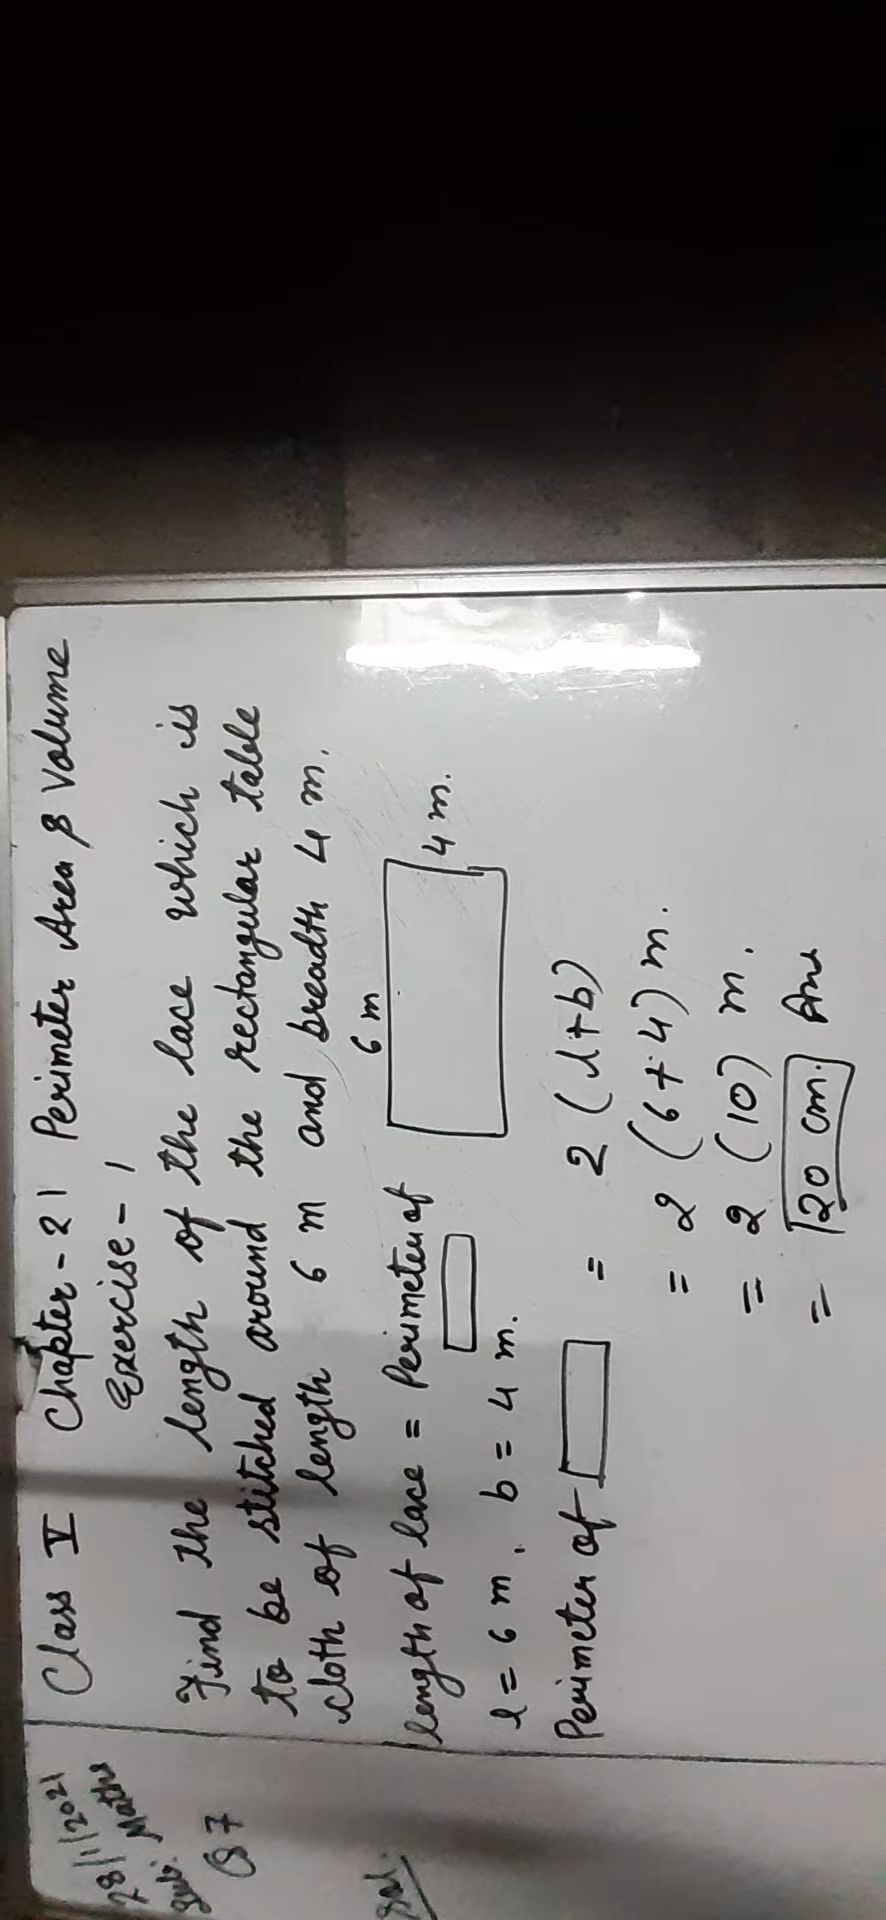 28/1/2021 Class V Chapter - 21 Perimeter Area & Volume
Sub. Maths Exercise - 1
Q7 Find the length of the lace which is
to be stitched around the rectangular table
cloth of length 6 m and breadth 4 m.
Sol. length of lace = Perimeter of
6 m
4 m.
l = 6 m, b = 4 m.
Perimeter of = 2 (l+b)
= 2 (6+4) m.
= 2 (10) m.
= 20 cm. Ans